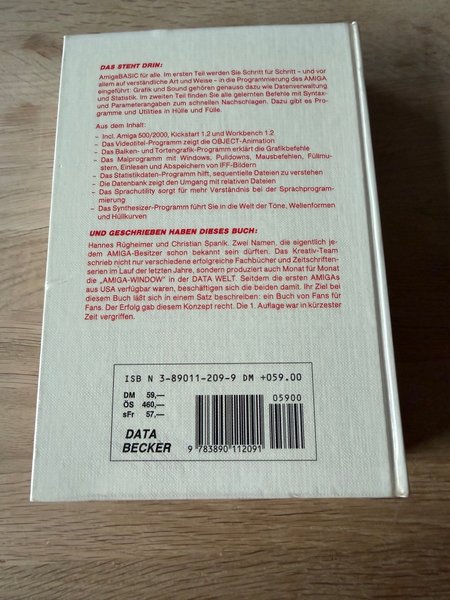 DAS STEHT DRIN:
AmigaBASIC für alle. Im ersten Teil werden Sie Schritt für Schritt – und vor
allem auf verständliche Art und Weise – in die Programmierung des AMIGA
eingeführt: Grafik und Sound gehören genauso dazu wie Datenverwaltung
und Statistik. Im zweiten Teil finden Sie alle gelernten Befehle mit Syntax-
und Parameterangaben zum schnellen Nachschlagen. Dazu gibt es Pro-
gramme und Utilities in Hülle und Fülle.
Aus dem Inhalt:
– Incl. Amiga 500/2000, Kickstart 1.2 und Workbench 1.2
– Das Videotitel-Programm zeigt die OBJECT-Animation
– Das Balken- und Tortengrafik-Programm erklärt die Grafikbefehle
– Das Malprogramm mit Windows, Pulldowns, Mausbefehlen, Füllmu-
stern, Einlesen und Abspeichern von IFF-Bildern
– Das Statistikdaten-Programm hilft, sequentielle Dateien zu verstehen
– Die Datenbank zeigt den Umgang mit relativen Dateien
– Das Sprachutility sorgt für mehr Verständnis bei der Sprachprogram-
mierung
– Das Synthesizer-Programm führt Sie in die Welt der Töne, Wellenformen
und Hüllkurven
UND GESCHRIEBEN HABEN DIESES BUCH:
Hannes Rügheimer und Christian Spanik. Zwei Namen, die eigentlich je-
dem AMIGA-Besitzer schon bekannt sein dürften. Das Kreativ-Team
schrieb nicht nur verschiedene erfolgreiche Fachbücher und Zeitschriften-
serien im Lauf der letzten Jahre, sondern produziert auch Monat für Monat
die „AMIGA-WINDOW" in der DATA WELT. Seitdem die ersten AMIGAs
aus USA verfügbar waren, beschäftigen sich die beiden damit. Ihr Ziel bei
diesem Buch läßt sich in einem Satz beschreiben: ein Buch von Fans für
Fans. Der Erfolg gab diesem Konzept recht. Die 1. Auflage war in kürzester
Zeit vergriffen.
ISB N 3-89011-209-9 DM +059.00
DM 59,—
ÖS 460,—
sFr 57,—
05900
DATA
BECKER
9 783890 112091